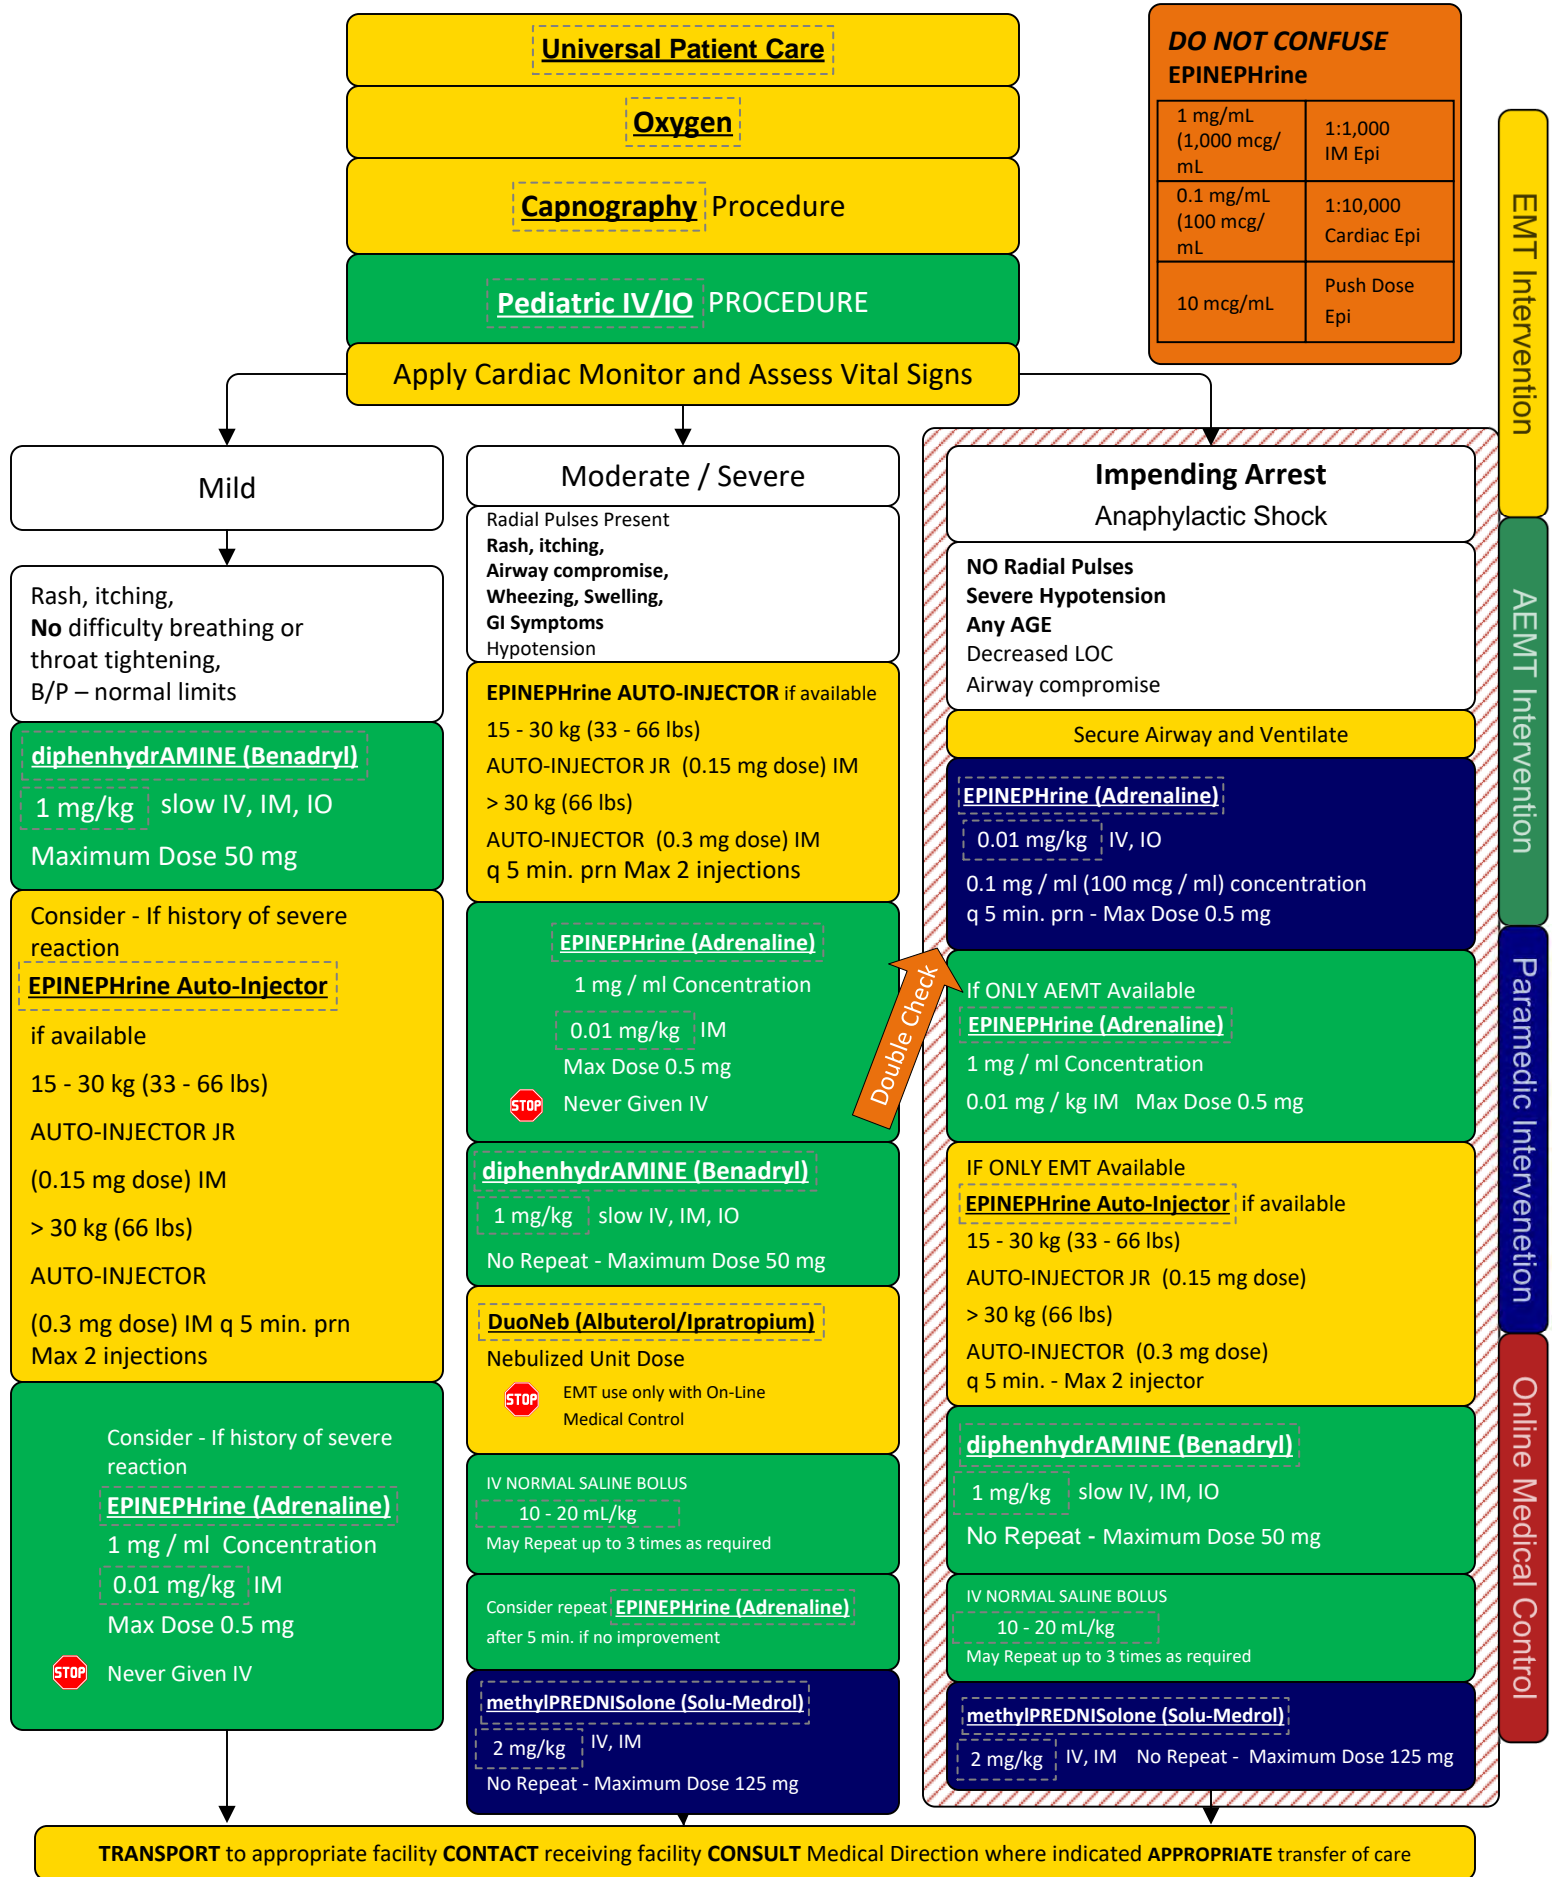 Universal Patient Care
Oxygen
Capnography Procedure
Pediatric IV/IO PROCEDURE
Apply Cardiac Monitor and Assess Vital Signs
DO NOT CONFUSE
EPINEPHrine
1 mg/mL
(1,000 mcg/
mL
1:1,000
IM Epi
0.1 mg/mL
(100 mcg/
mL
1:10,000
Cardiac Epi
10 mcg/mL
Push Dose
Epi
EMT Intervention
AEMT Intervention
Paramedic Intervenetion
Online Medical Control
Mild
Rash, itching,
No difficulty breathing or
throat tightening,
B/P – normal limits
diphenhydrAMINE (Benadryl)
1 mg/kg slow IV, IM, IO
Maximum Dose 50 mg
Consider - If history of severe
reaction
EPINEPHrine Auto-Injector
if available
15 - 30 kg (33 - 66 lbs)
AUTO-INJECTOR JR
(0.15 mg dose) IM
> 30 kg (66 lbs)
AUTO-INJECTOR
(0.3 mg dose) IM q 5 min. prn
Max 2 injections
Consider - If history of severe
reaction
EPINEPHrine (Adrenaline)
1 mg / ml Concentration
0.01 mg/kg IM
Max Dose 0.5 mg
STOP Never Given IV
Moderate / Severe
Radial Pulses Present
Rash, itching,
Airway compromise,
Wheezing, Swelling,
GI Symptoms
Hypotension
EPINEPHrine AUTO-INJECTOR if available
15 - 30 kg (33 - 66 lbs)
AUTO-INJECTOR JR (0.15 mg dose) IM
> 30 kg (66 lbs)
AUTO-INJECTOR (0.3 mg dose) IM
q 5 min. prn Max 2 injections
EPINEPHrine (Adrenaline)
1 mg / ml Concentration
0.01 mg/kg IM
Max Dose 0.5 mg
STOP Never Given IV
Double Check
diphenhydrAMINE (Benadryl)
1 mg/kg slow IV, IM, IO
No Repeat - Maximum Dose 50 mg
DuoNeb (Albuterol/Ipratropium)
Nebulized Unit Dose
STOP EMT use only with On-Line
Medical Control
IV NORMAL SALINE BOLUS
10 - 20 mL/kg
May Repeat up to 3 times as required
Consider repeat EPINEPHrine (Adrenaline)
after 5 min. if no improvement
methylPREDNISolone (Solu-Medrol)
2 mg/kg IV, IM
No Repeat - Maximum Dose 125 mg
Impending Arrest
Anaphylactic Shock
NO Radial Pulses
Severe Hypotension
Any AGE
Decreased LOC
Airway compromise
Secure Airway and Ventilate
EPINEPHrine (Adrenaline)
0.01 mg/kg IV, IO
0.1 mg / ml (100 mcg / ml) concentration
q 5 min. prn - Max Dose 0.5 mg
If ONLY AEMT Available
EPINEPHrine (Adrenaline)
1 mg / ml Concentration
0.01 mg / kg IM Max Dose 0.5 mg
IF ONLY EMT Available
EPINEPHrine Auto-Injector if available
15 - 30 kg (33 - 66 lbs)
AUTO-INJECTOR JR (0.15 mg dose)
> 30 kg (66 lbs)
AUTO-INJECTOR (0.3 mg dose)
q 5 min. - Max 2 injector
diphenhydrAMINE (Benadryl)
1 mg/kg slow IV, IM, IO
No Repeat - Maximum Dose 50 mg
IV NORMAL SALINE BOLUS
10 - 20 mL/kg
May Repeat up to 3 times as required
methylPREDNISolone (Solu-Medrol)
2 mg/kg IV, IM No Repeat - Maximum Dose 125 mg
TRANSPORT to appropriate facility CONTACT receiving facility CONSULT Medical Direction where indicated APPROPRIATE transfer of care